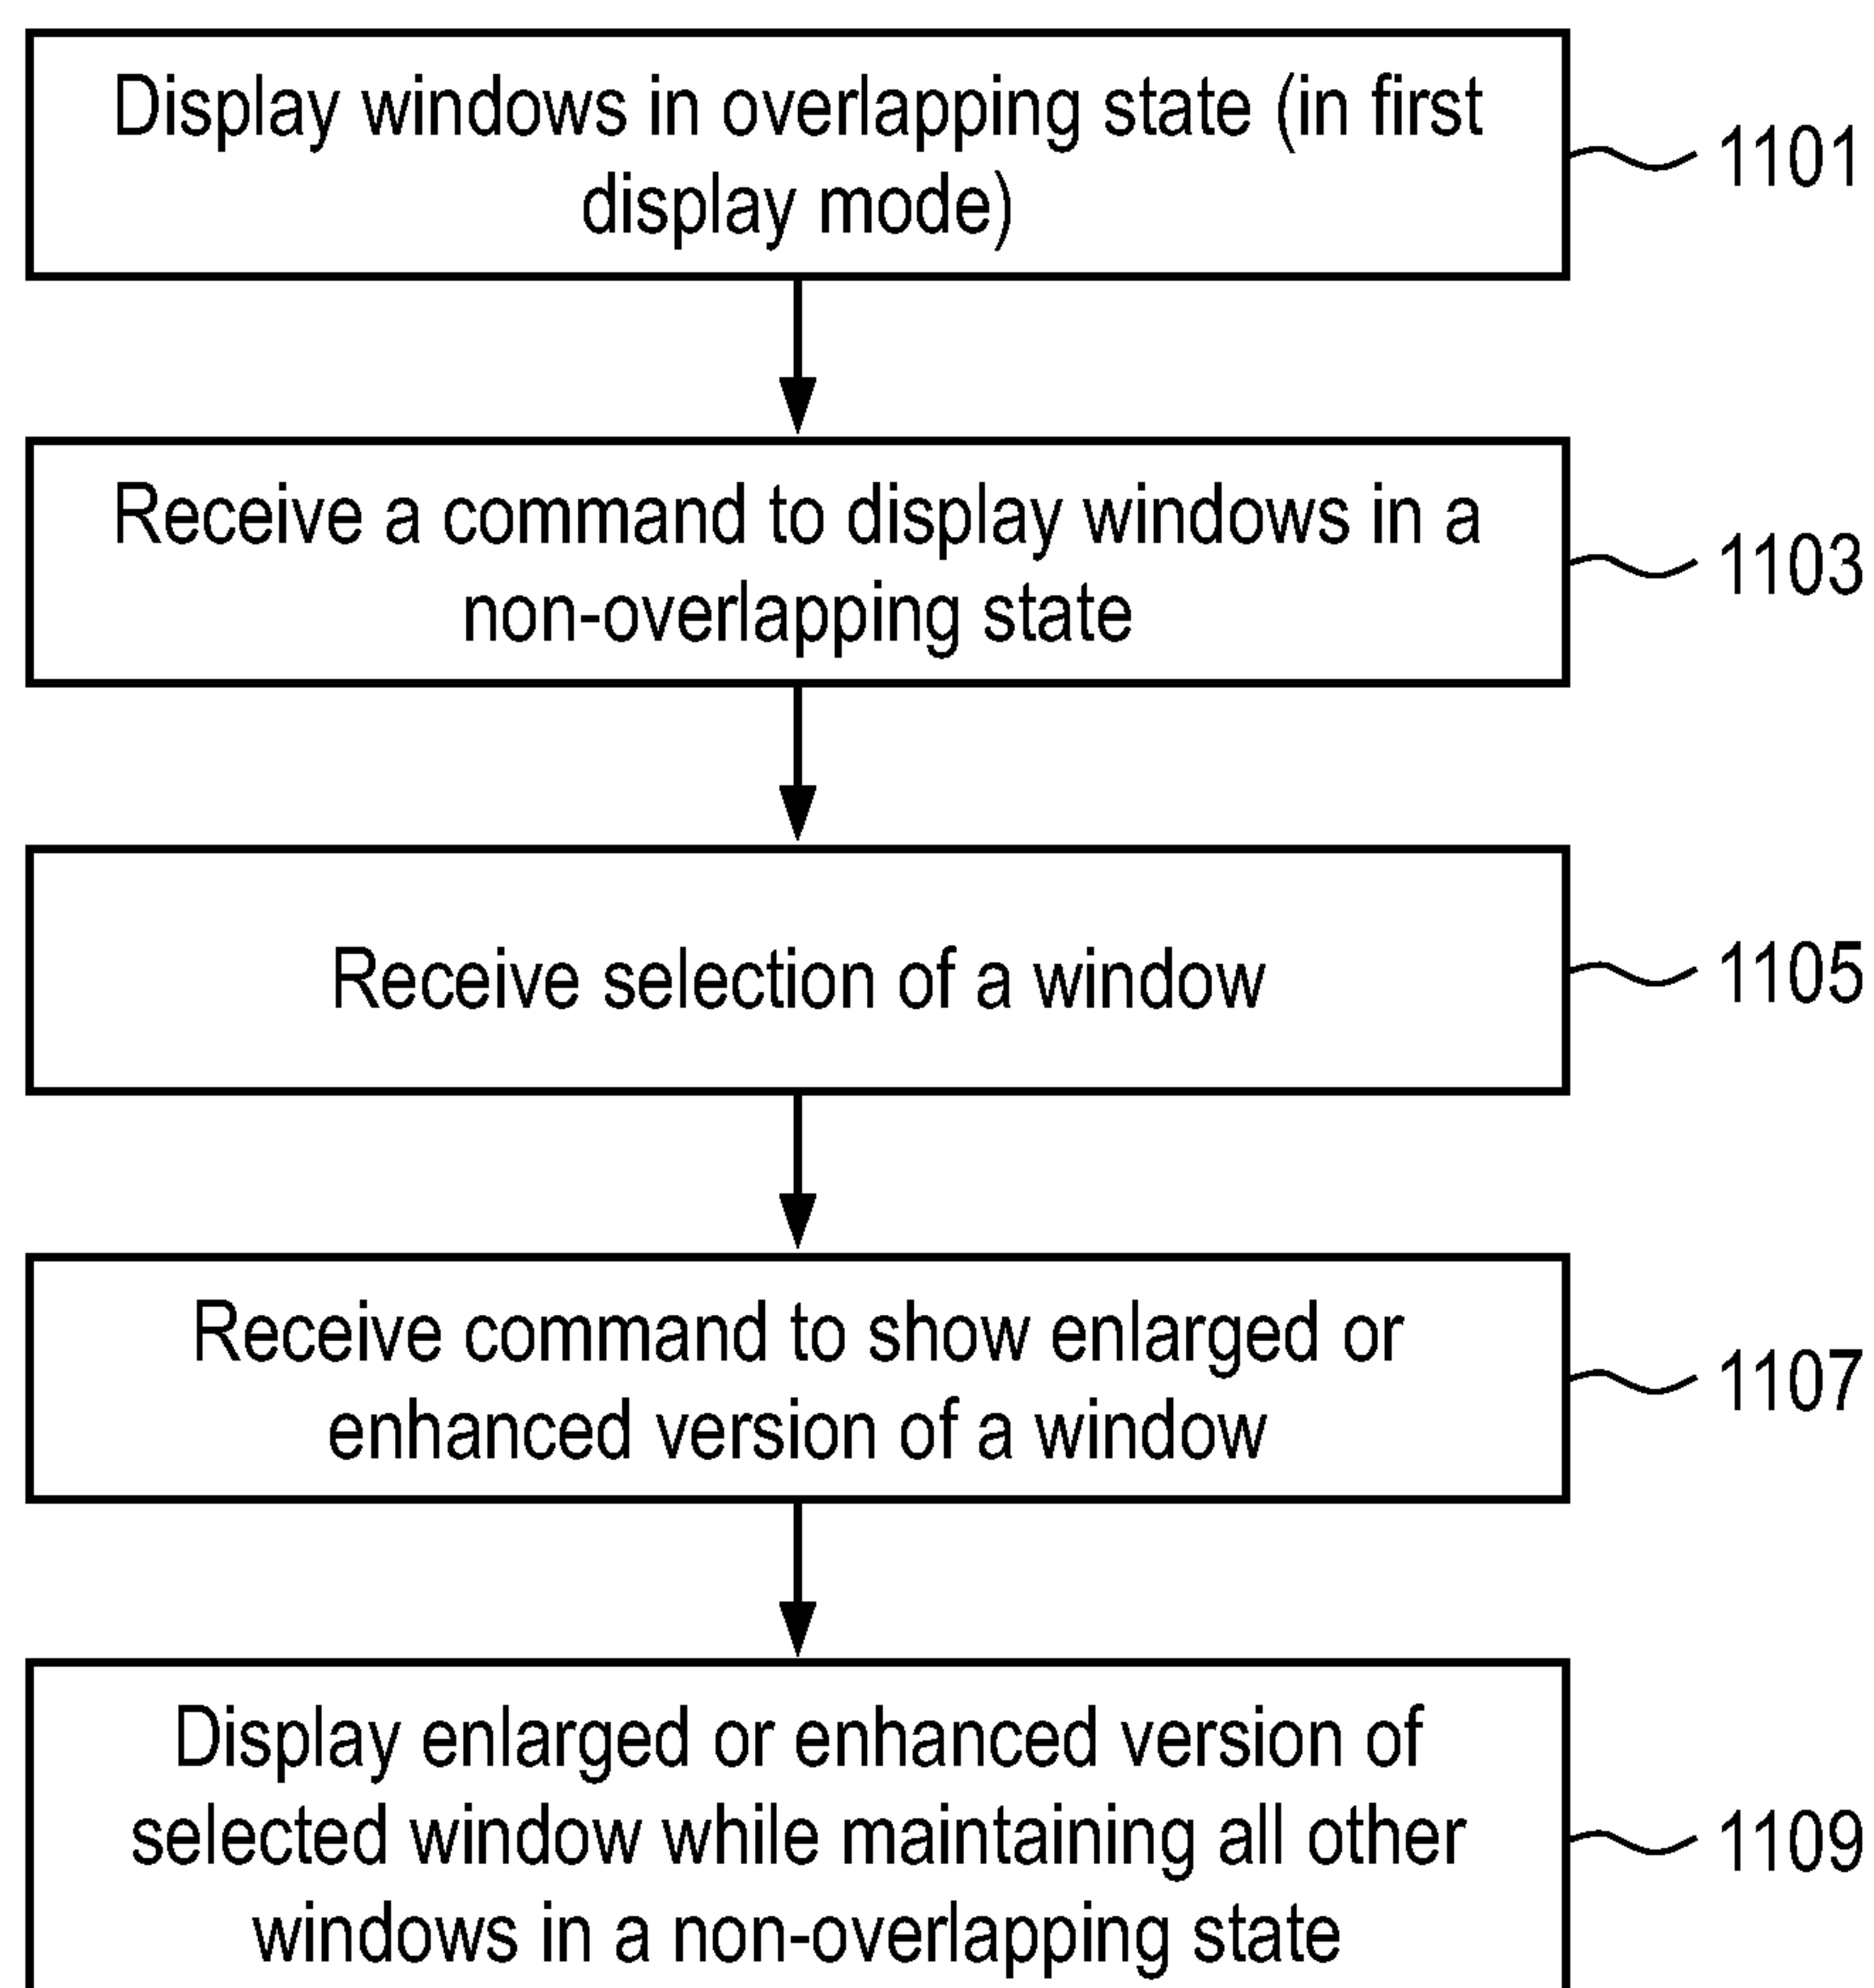 Display windows in overlapping state (in first
display mode)
1101
Receive a command to display windows in a
non-overlapping state
1103
Receive selection of a window
1105
Receive command to show enlarged or
enhanced version of a window
1107
Display enlarged or enhanced version of
selected window while maintaining all other
windows in a non-overlapping state
1109